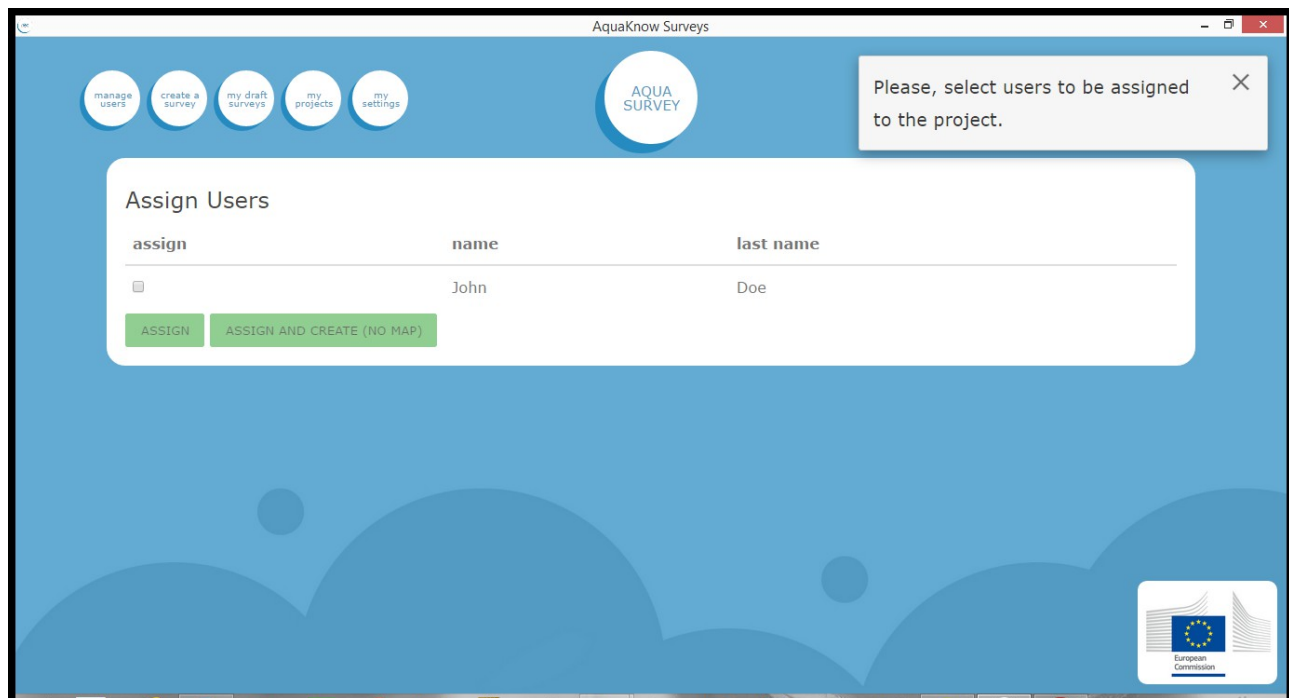 AquaKnow Surveys
manage
users
create a
survey
my draft
surveys
my
projects
my
settings
AQUA
SURVEY
Please, select users to be assigned
to the project.
Assign Users
assign name last name
John Doe
ASSIGN ASSIGN AND CREATE (NO MAP)
European
Commission